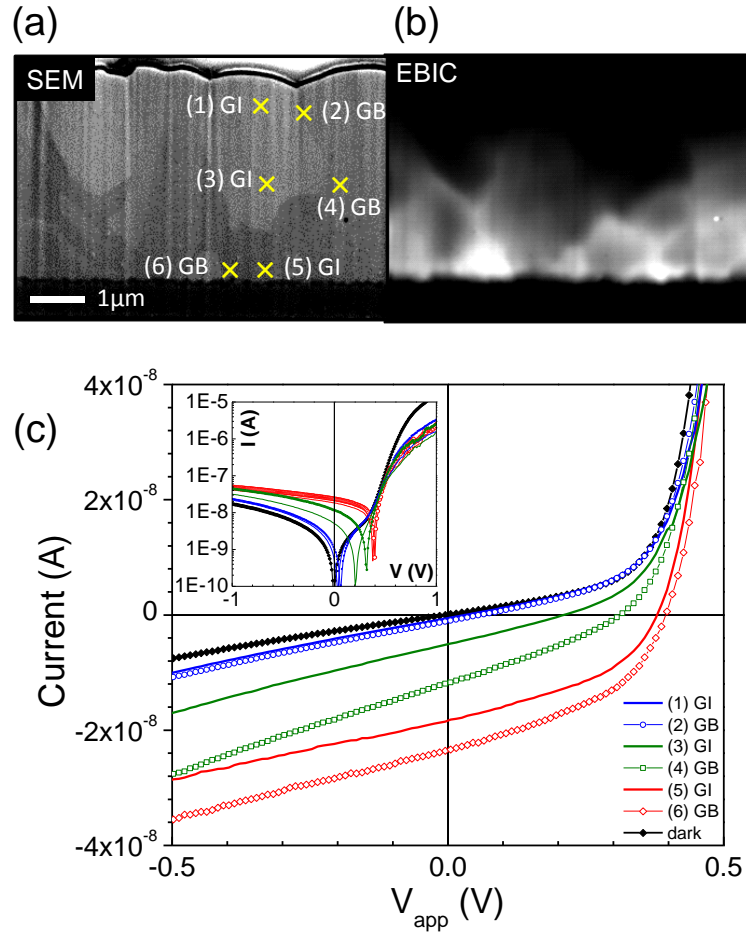 (a)
(b)
SEM
EBIC
(1) GI
(2) GB
(3) GI
(4) GB
(6) GB
(5) GI
1µm
(c)
4x10⁻⁸
2x10⁻⁸
0
-2x10⁻⁸
-4x10⁻⁸
Current (A)
1E-5
1E-6
1E-7
1E-8
1E-9
1E-10
I (A)
V (V)
-1
0
1
(1) GI
(2) GB
(3) GI
(4) GB
(5) GI
(6) GB
dark
-0.5
0.0
0.5
V_app (V)